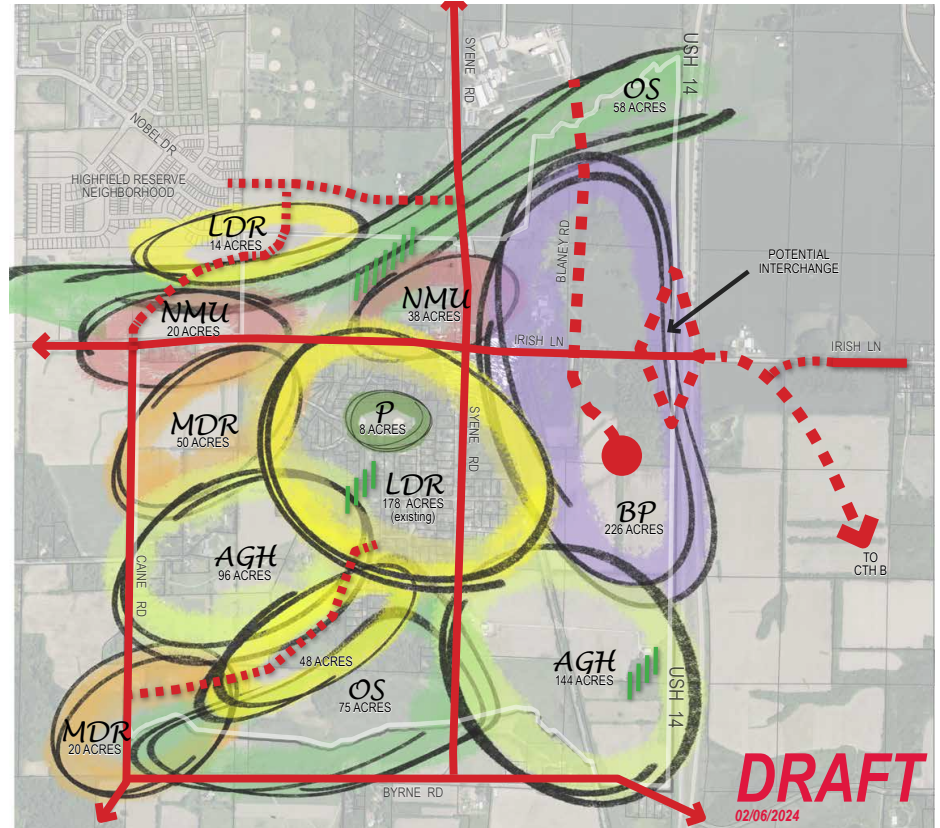 SYENE RD
USH 14
OS
58 ACRES
NOBEL DR
HIGHFIELD RESERVE
NEIGHBORHOOD
LDR
14 ACRES
BLANEY RD
POTENTIAL
INTERCHANGE
NMU
38 ACRES
NMU
20 ACRES
IRISH LN
IRISH LN
P
8 ACRES
MDR
50 ACRES
SYENE RD
LDR
178 ACRES
(existing)
BP
226 ACRES
AGH
96 ACRES
TO
CTH B
CAINE RD
48 ACRES
AGH
144 ACRES
OS
75 ACRES
USH 14
MDR
20 ACRES
BYRNE RD
DRAFT
02/06/2024